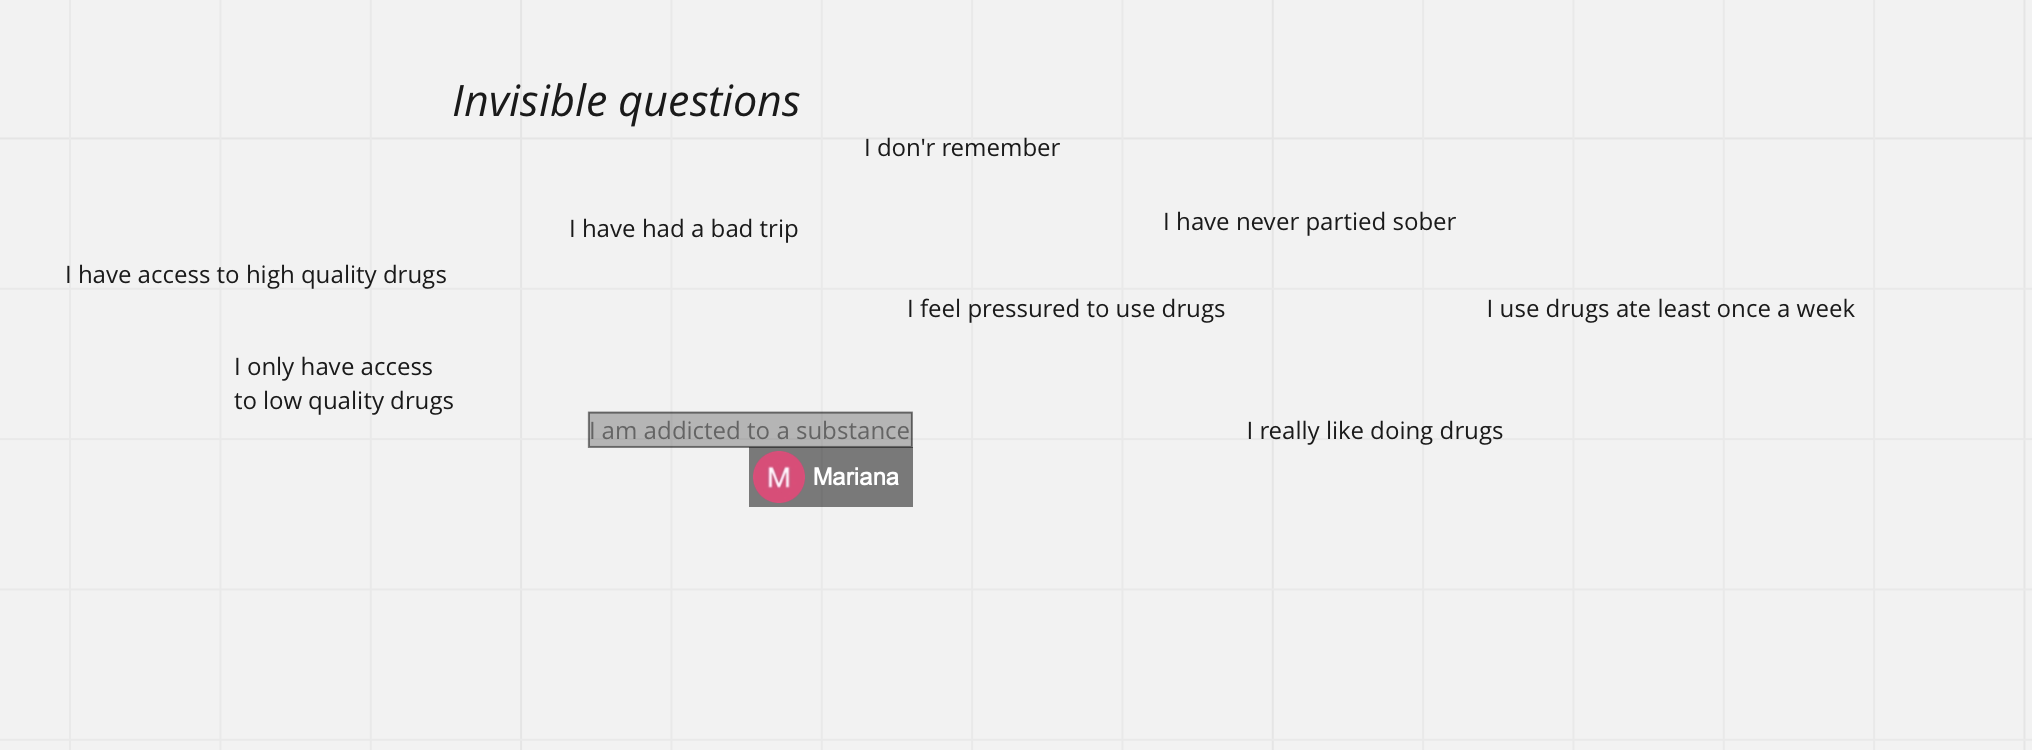 Invisible questions
I don'r remember
I have had a bad trip
I have never partied sober
I have access to high quality drugs
I feel pressured to use drugs
I use drugs ate least once a week
I only have access
to low quality drugs
I am addicted to a substance
I really like doing drugs
M Mariana